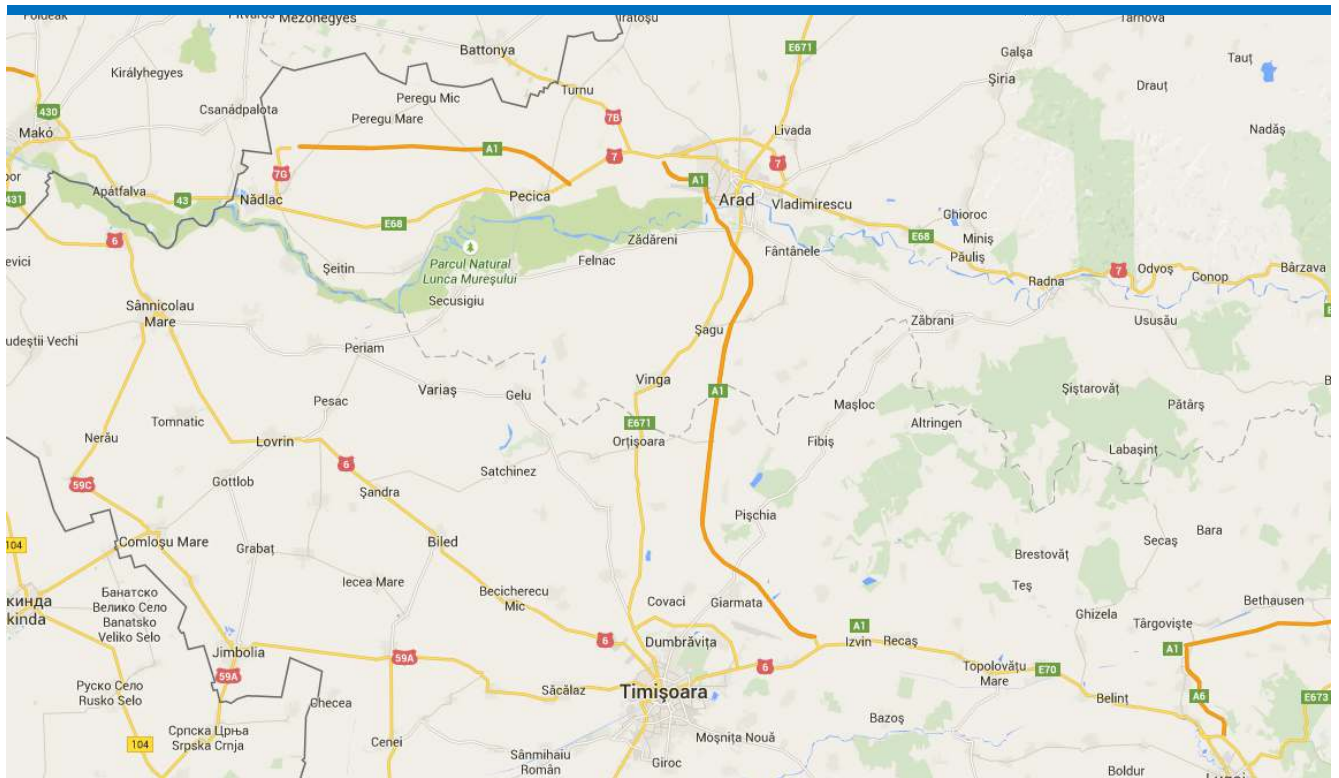 Mezőhegyes
Iratoșu
Târnova
Battonya
E671
Galșa
Tauț
Királyhegyes
Șiria
Drauț
Turnu
Peregu Mic
Csanádpalota
430
7B
Makó
Peregu Mare
Livada
Nadăș
A1
7
7
7G
A1
Apátfalva
43
Nădlac
Pecica
Arad
Vladimirescu
431
E68
Ghioroc
6
Zădăreni
E68
Miniș
Fântânele
Păuliș
Șeitin
Parcul Natural
Lunca Mureșului
Felnac
7
Odvoș
Conop
Bârzava
Radna
Secusigiu
Sânnicolau
Mare
Șagu
Zăbrani
Ususău
Periam
Vinga
Variaș
Gelu
A1
Șiștarovăț
Pesac
Mașloc
Pătârș
Tomnatic
E671
Altringen
Nerău
Lovrin
Orțișoara
Fibiș
Labașinț
6
Satchinez
59C
Gottlob
Șandra
Pișchia
Bara
Comloșu Mare
Biled
Secaș
104
Grabaț
Brestovăț
Iecea Mare
Teș
Банатско
Велико Село
Banatsko
Veliko Selo
Becicherecu
Mic
Covaci
Giarmata
Ghizela
Bethausen
Târgoviște
A1
6
Dumbrăvița
Izvin
Recaș
A1
Jimbolia
59A
6
Topolovățu
Mare
E70
59A
Руско Село
Rusko Selo
Săcălaz
Timișoara
Belinț
A6
E673
Checea
Bazoș
Српска Црња
Srpska Crnja
104
Cenei
Moșnița Nouă
Sânmihaiu
Român
Giroc
Boldur